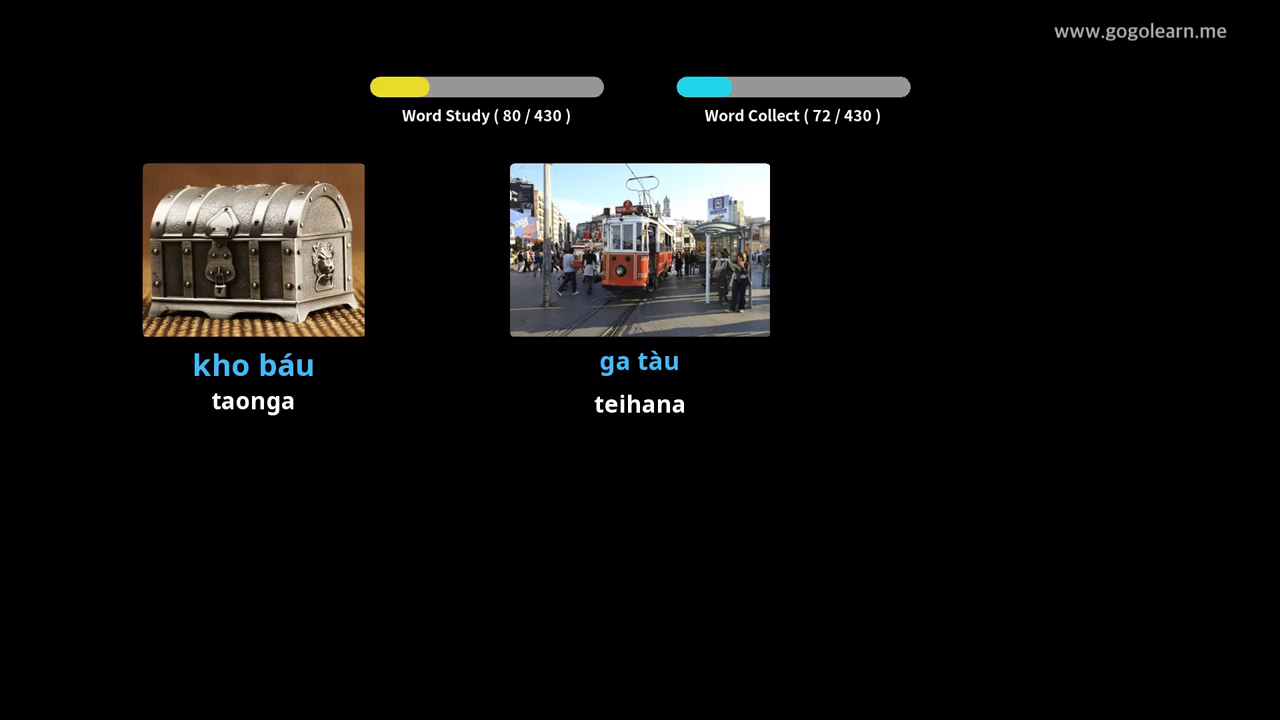 www.gogolearn.me
Word Study ( 80 / 430 )
Word Collect ( 72 / 430 )
kho báu
taonga
ga tàu
teihana